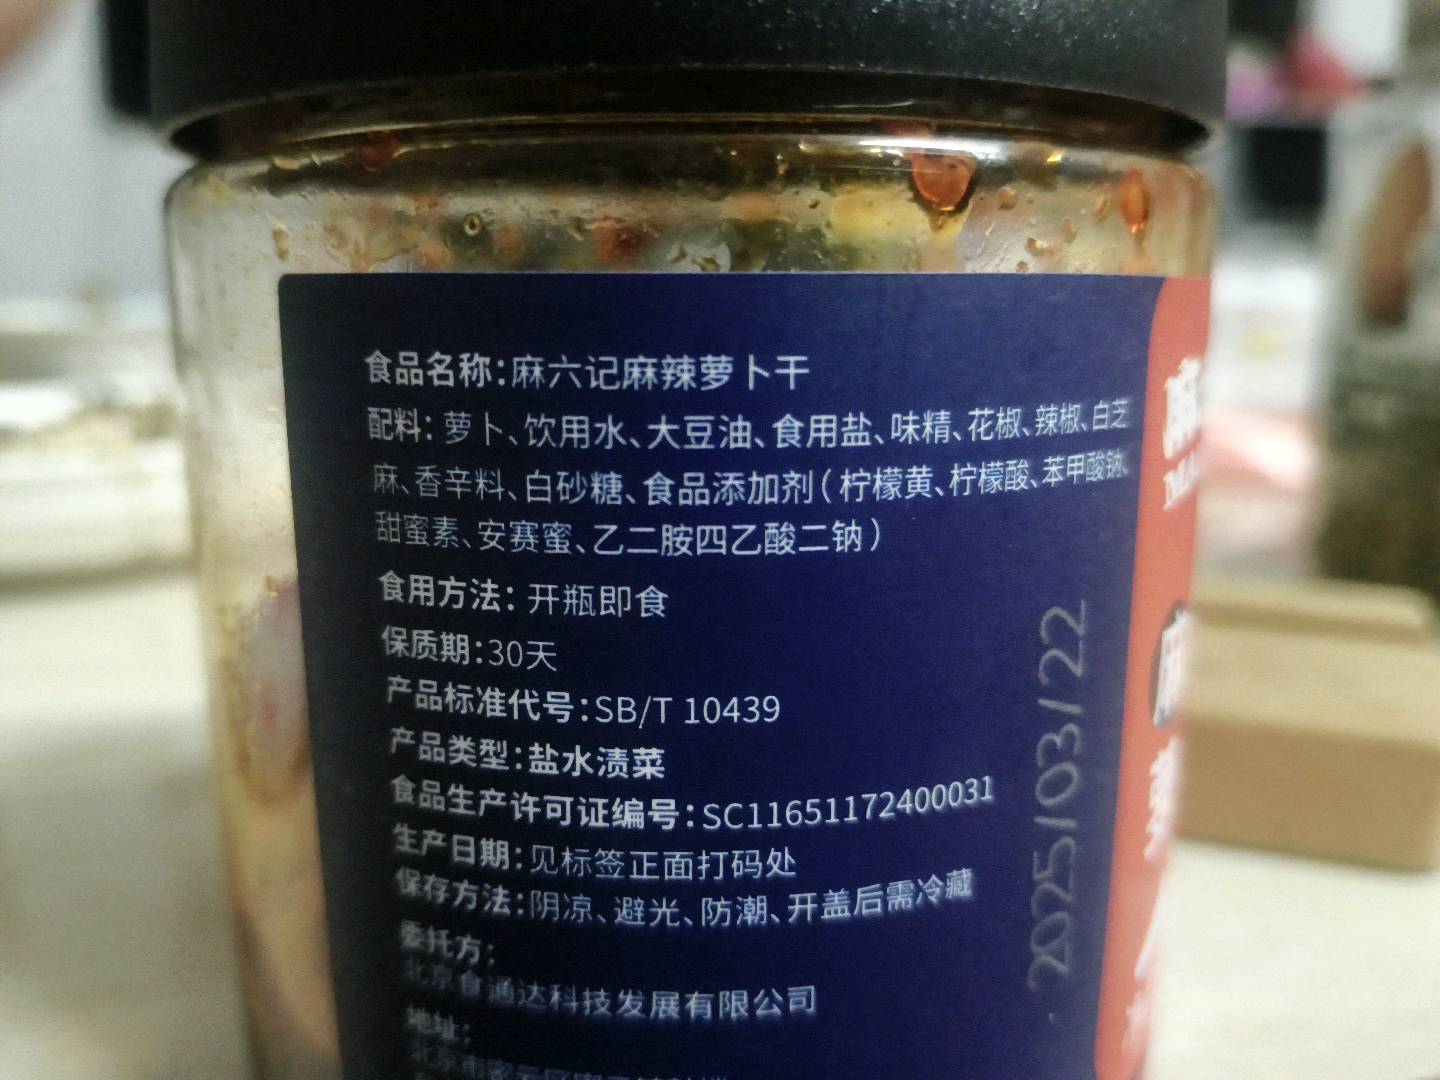 食品名称：麻六记麻辣萝卜干
配料：萝卜、饮用水、大豆油、食用盐、味精、花椒、辣椒、白芝
麻、香辛料、白砂糖、食品添加剂（柠檬黄、柠檬酸、苯甲酸钠、
甜蜜素、安赛蜜、乙二胺四乙酸二钠）
食用方法：开瓶即食
保质期：30天
产品标准代号：SB/T 10439
产品类型：盐水渍菜
食品生产许可证编号：SC11651172400031
生产日期：见标签正面打码处
保存方法：阴凉、避光、防潮、开盖后需冷藏
委托方：
北京食通达科技发展有限公司
地址：
北京市密云区
2025/03/22
麻